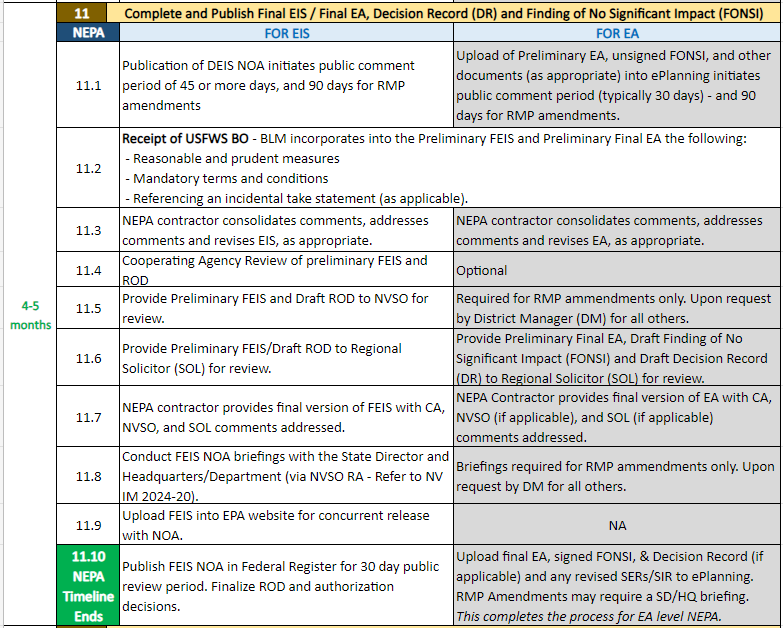 11 Complete and Publish Final EIS / Final EA, Decision Record (DR) and Finding of No Significant Impact (FONSI)
NEPA FOR EIS FOR EA
11.1
Publication of DEIS NOA initiates public comment
period of 45 or more days, and 90 days for RMP
amendments
Upload of Preliminary EA, unsigned FONSI, and other
documents (as appropriate) into ePlanning initiates
public comment period (typically 30 days) - and 90
days for RMP amendments.
11.2
Receipt of USFWS BO - BLM incorporates into the Preliminary FEIS and Preliminary Final EA the following:
- Reasonable and prudent measures
- Mandatory terms and conditions
- Referencing an incidental take statement (as applicable).
11.3
NEPA contractor consolidates comments, addresses
comments and revises EIS, as appropriate.
NEPA contractor consolidates comments, addresses
comments and revises EA, as appropriate.
11.4
Cooperating Agency Review of preliminary FEIS and
ROD
Optional
4-5
months
11.5
Provide Preliminary FEIS and Draft ROD to NVSO for
review.
Required for RMP ammendments only. Upon request
by District Manager (DM) for all others.
11.6
Provide Preliminary FEIS/Draft ROD to Regional
Solicitor (SOL) for review.
Provide Preliminary Final EA, Draft Finding of No
Significant Impact (FONSI) and Draft Decision Record
(DR) to Regional Solicitor (SOL) for review.
11.7
NEPA contractor provides final version of FEIS with CA,
NVSO, and SOL comments addressed.
NEPA Contractor provides final version of EA with CA,
NVSO (if applicable), and SOL (if applicable)
comments addressed.
11.8
Conduct FEIS NOA briefings with the State Director and
Headquarters/Department (via NVSO RA - Refer to NV
IM 2024-20).
Briefings required for RMP ammendments only. Upon
request by DM for all others.
11.9
Upload FEIS into EPA website for concurrent release
with NOA.
NA
11.10
NEPA
Timeline
Ends
Publish FEIS NOA in Federal Register for 30 day public
review period. Finalize ROD and authorization
decisions.
Upload final EA, signed FONSI, & Decision Record (if
applicable) and any revised SERs/SIR to ePlanning.
RMP Amendments may require a SD/HQ briefing.
This completes the process for EA level NEPA.